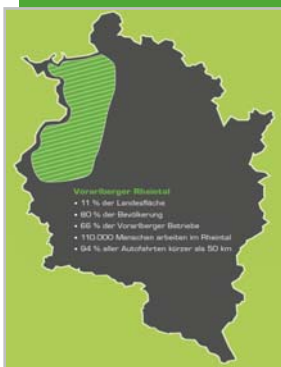 Vorarlberger Rheintal
• 11 % der Landesfläche
• 80 % der Bevölkerung
• 66 % der Vorarlberger Betriebe
• 110.000 Menschen arbeiten im Rheintal
• 94 % aller Autofahrten kürzer als 50 km